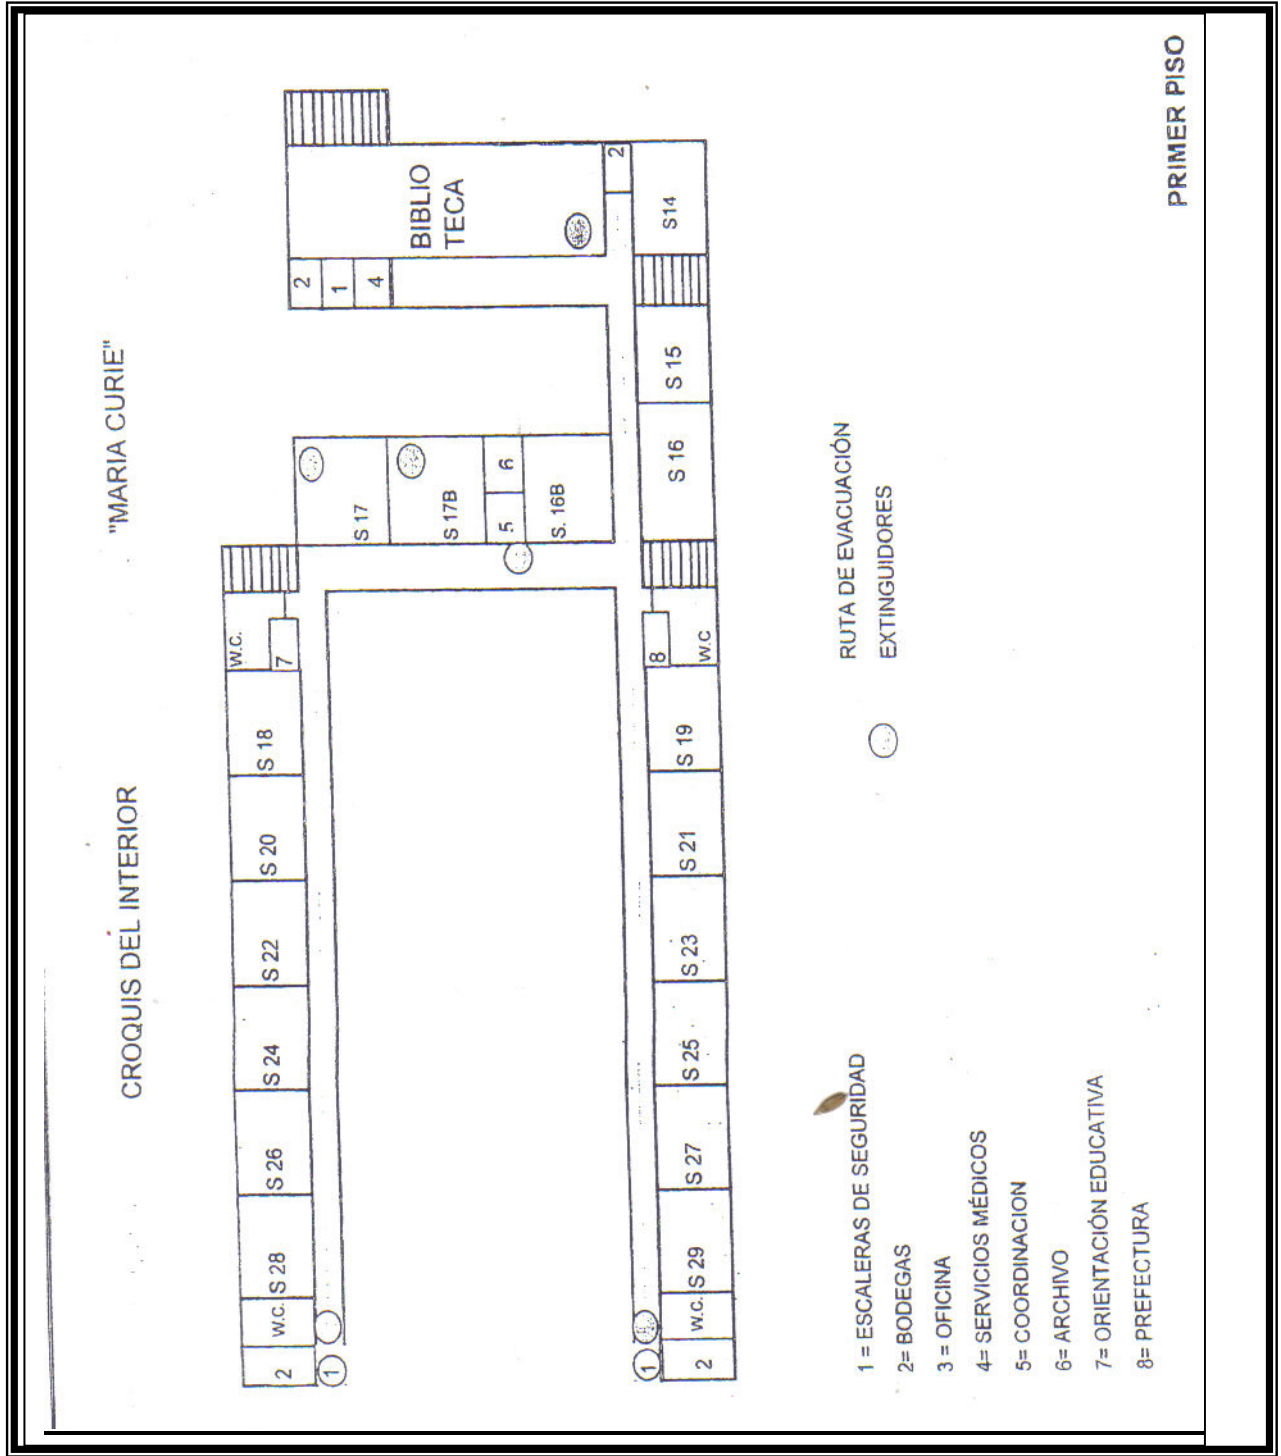 CROQUIS DEL INTERIOR
"MARIA CURIE"
2
W.C.
S 28
S 26
S 24
S 22
S 20
S 18
W.C.
7
1
S 17
S 17B
5
6
S. 16B
2
1
4
BIBLIO
TECA
2
1
2
W.C.
S 29
S 27
S 25
S 23
S 21
S 19
8
W.C
S 16
S 15
S14
RUTA DE EVACUACIÓN
EXTINGUIDORES
1 = ESCALERAS DE SEGURIDAD
2= BODEGAS
3 = OFICINA
4= SERVICIOS MÉDICOS
5= COORDINACION
6= ARCHIVO
7= ORIENTACIÓN EDUCATIVA
8= PREFECTURA
PRIMER PISO